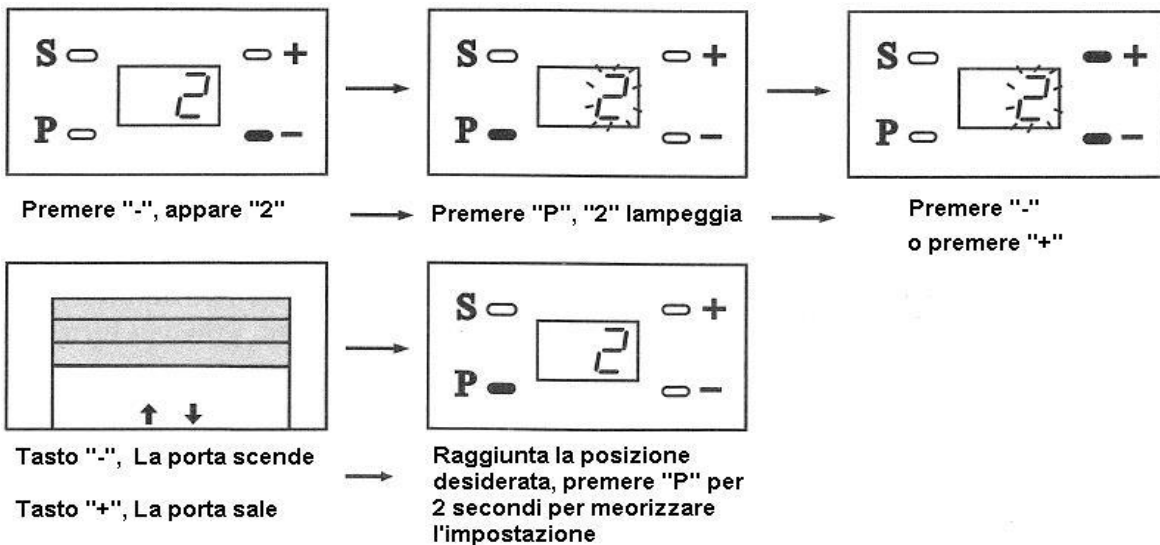 S +
2
P -
S +
2
P -
S +
2
P -
Premere "-", appare "2"
Premere "P", "2" lampeggia
Premere "-"
o premere "+"
S +
2
P -
Tasto "-", La porta scende
Tasto "+", La porta sale
Raggiunta la posizione
desiderata, premere "P" per
2 secondi per meorizzare
l'impostazione